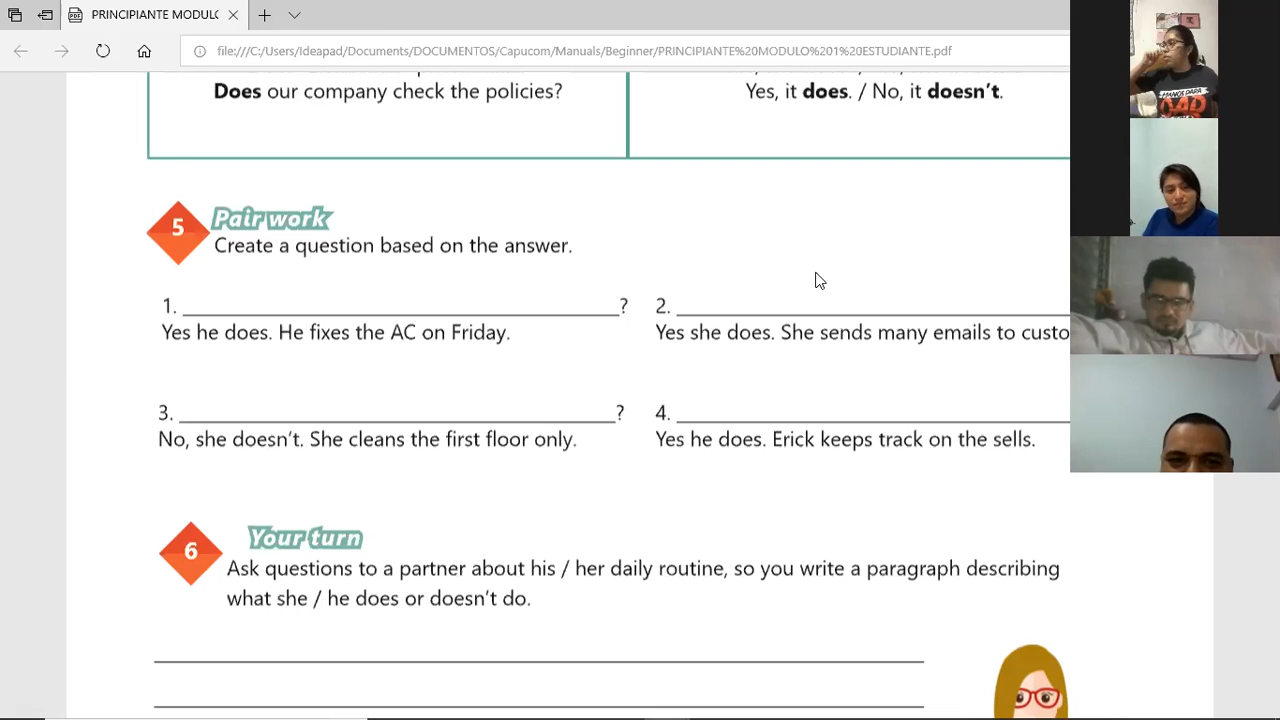 PRINCIPIANTE MODULO
file:///C:/Users/Ideapad/Documents/DOCUMENTOS/Capucom/Manuals/Beginner/PRINCIPIANTE%20MODULO%201%20ESTUDIANTE.pdf
Does our company check the policies?
Yes, it does. / No, it doesn't.
5
Pair work
Create a question based on the answer.
1. ?
Yes he does. He fixes the AC on Friday.
2.
Yes she does. She sends many emails to custo
3. ?
No, she doesn't. She cleans the first floor only.
4.
Yes he does. Erick keeps track on the sells.
6
Your turn
Ask questions to a partner about his / her daily routine, so you write a paragraph describing
what she / he does or doesn't do.
MANOS PARA